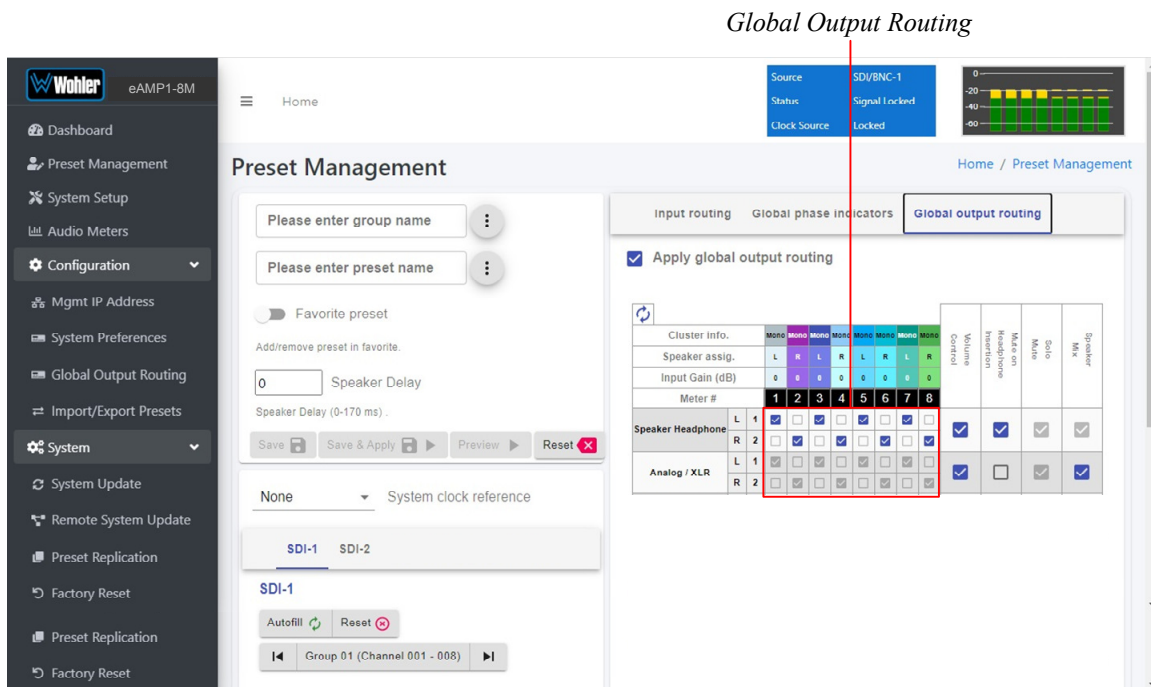 Global Output Routing
Wohler eAMP1-8M
Dashboard
Preset Management
System Setup
Audio Meters
Configuration
Mgmt IP Address
System Preferences
Global Output Routing
Import/Export Presets
System
System Update
Remote System Update
Preset Replication
Factory Reset
Preset Replication
Factory Reset
Home
Source SDI/BNC-1
Status Signal Locked
Clock Source Locked
0
-20
-40
-60
Preset Management
Home / Preset Management
Please enter group name
Please enter preset name
Favorite preset
Add/remove preset in favorite.
0 Speaker Delay
Speaker Delay (0-170 ms) .
Save Save & Apply Preview Reset
None System clock reference
SDI-1 SDI-2
SDI-1
Autofill Reset
Group 01 (Channel 001 - 008)
Input routing Global phase indicators Global output routing
Apply global output routing
Cluster info. Mono Mono Mono Mono Mono Mono Mono Mono
Speaker assig. L R L R L R L R
Input Gain (dB) 0 0 0 0 0 0 0 0
Meter # 1 2 3 4 5 6 7 8
Volume Control
Mute on Headphone Insertion
Solo Mute
Speaker Mix
Speaker Headphone L 1
R 2
Analog / XLR L 1
R 2